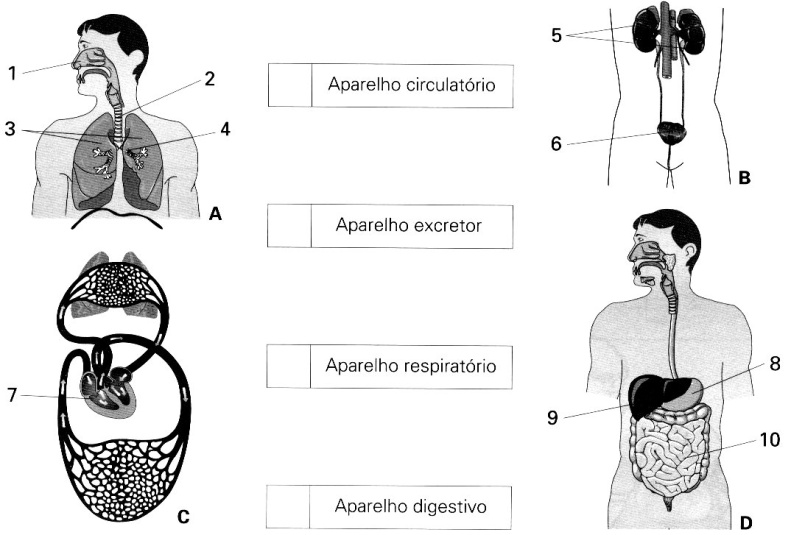 1
2
3
4
A
Aparelho circulatório
5
6
B
Aparelho excretor
7
C
Aparelho respiratório
8
9
10
D
Aparelho digestivo